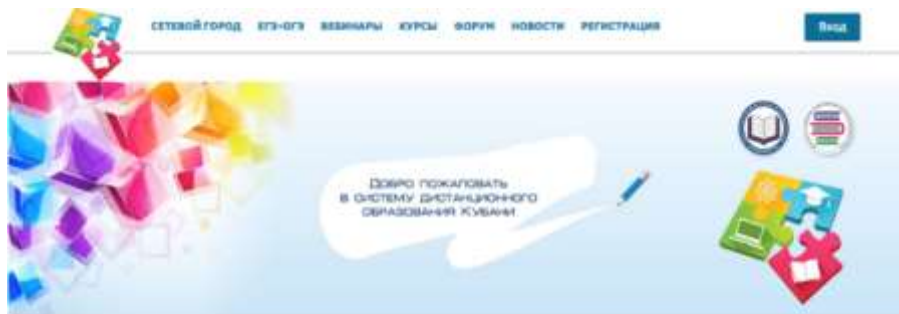 СЕТЕВОЙ ГОРОД ЕГЭ-ОГЭ ВЕБИНАРЫ КУРСЫ ФОРУМ НОВОСТИ РЕГИСТРАЦИЯ Вход
Добро пожаловать
в систему дистанционного
образования Кубани